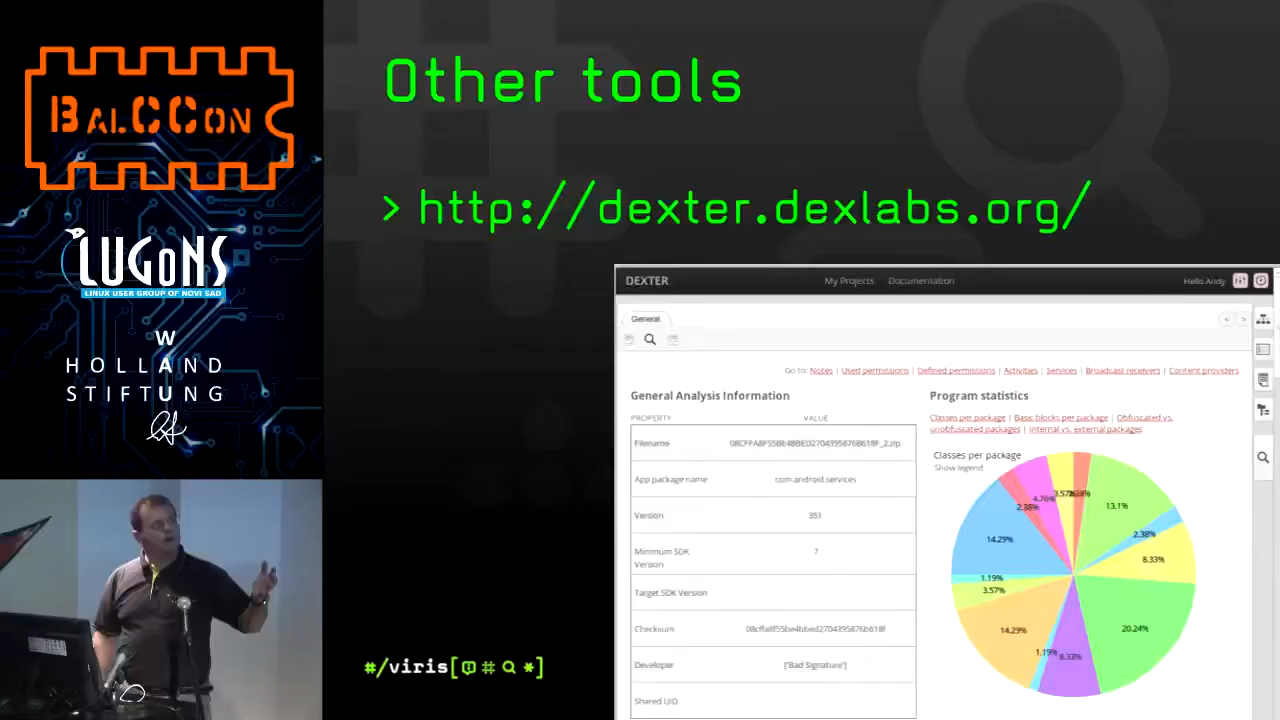 BALCCON
LUGoNS
LINUX USER GROUP OF NOVI SAD
W
HOLLAND
STIFTUNG
Other tools
> http://dexter.dexlabs.org/
DEXTER My Projects Documentation Hello Andy
General < >
Go to: Notes | Used permissions | Defined permissions | Activities | Services | Broadcast receivers | Content providers
General Analysis Information
PROPERTY VALUE
Filename
App package name com.android.services
Version 351
Minimum SDK Version 7
Target SDK Version
Checksum
Developer ['Bad Signature']
Shared UID
Program statistics
Classes per package | Basic blocks per package | Obfuscated vs.
unobfuscated packages | Internal vs. external packages
Classes per package
Show legend
13.1%
2.38%
8.33%
20.24%
8.33%
1.19%
14.29%
3.57%
1.19%
14.29%
2.38%
4.76%
3.57%
#/viris[#*]